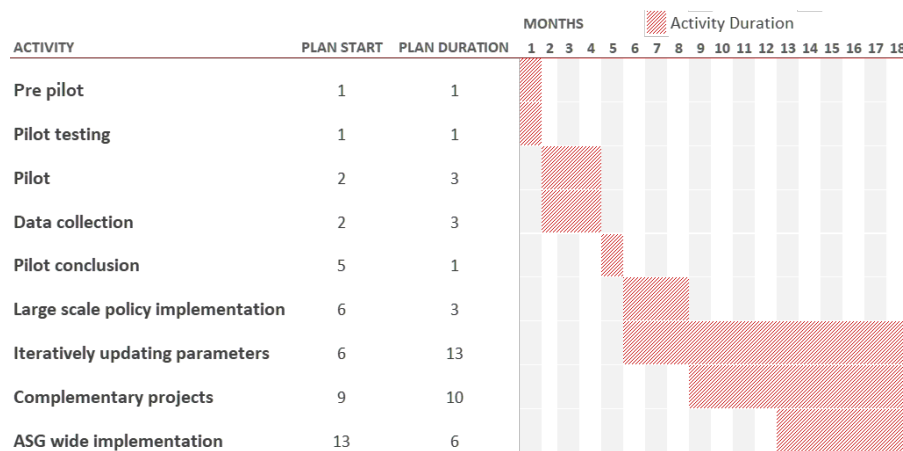 MONTHS Activity Duration
ACTIVITY PLAN START PLAN DURATION 1 2 3 4 5 6 7 8 9 10 11 12 13 14 15 16 17 18
Pre pilot 1 1
Pilot testing 1 1
Pilot 2 3
Data collection 2 3
Pilot conclusion 5 1
Large scale policy implementation 6 3
Iteratively updating parameters 6 13
Complementary projects 9 10
ASG wide implementation 13 6